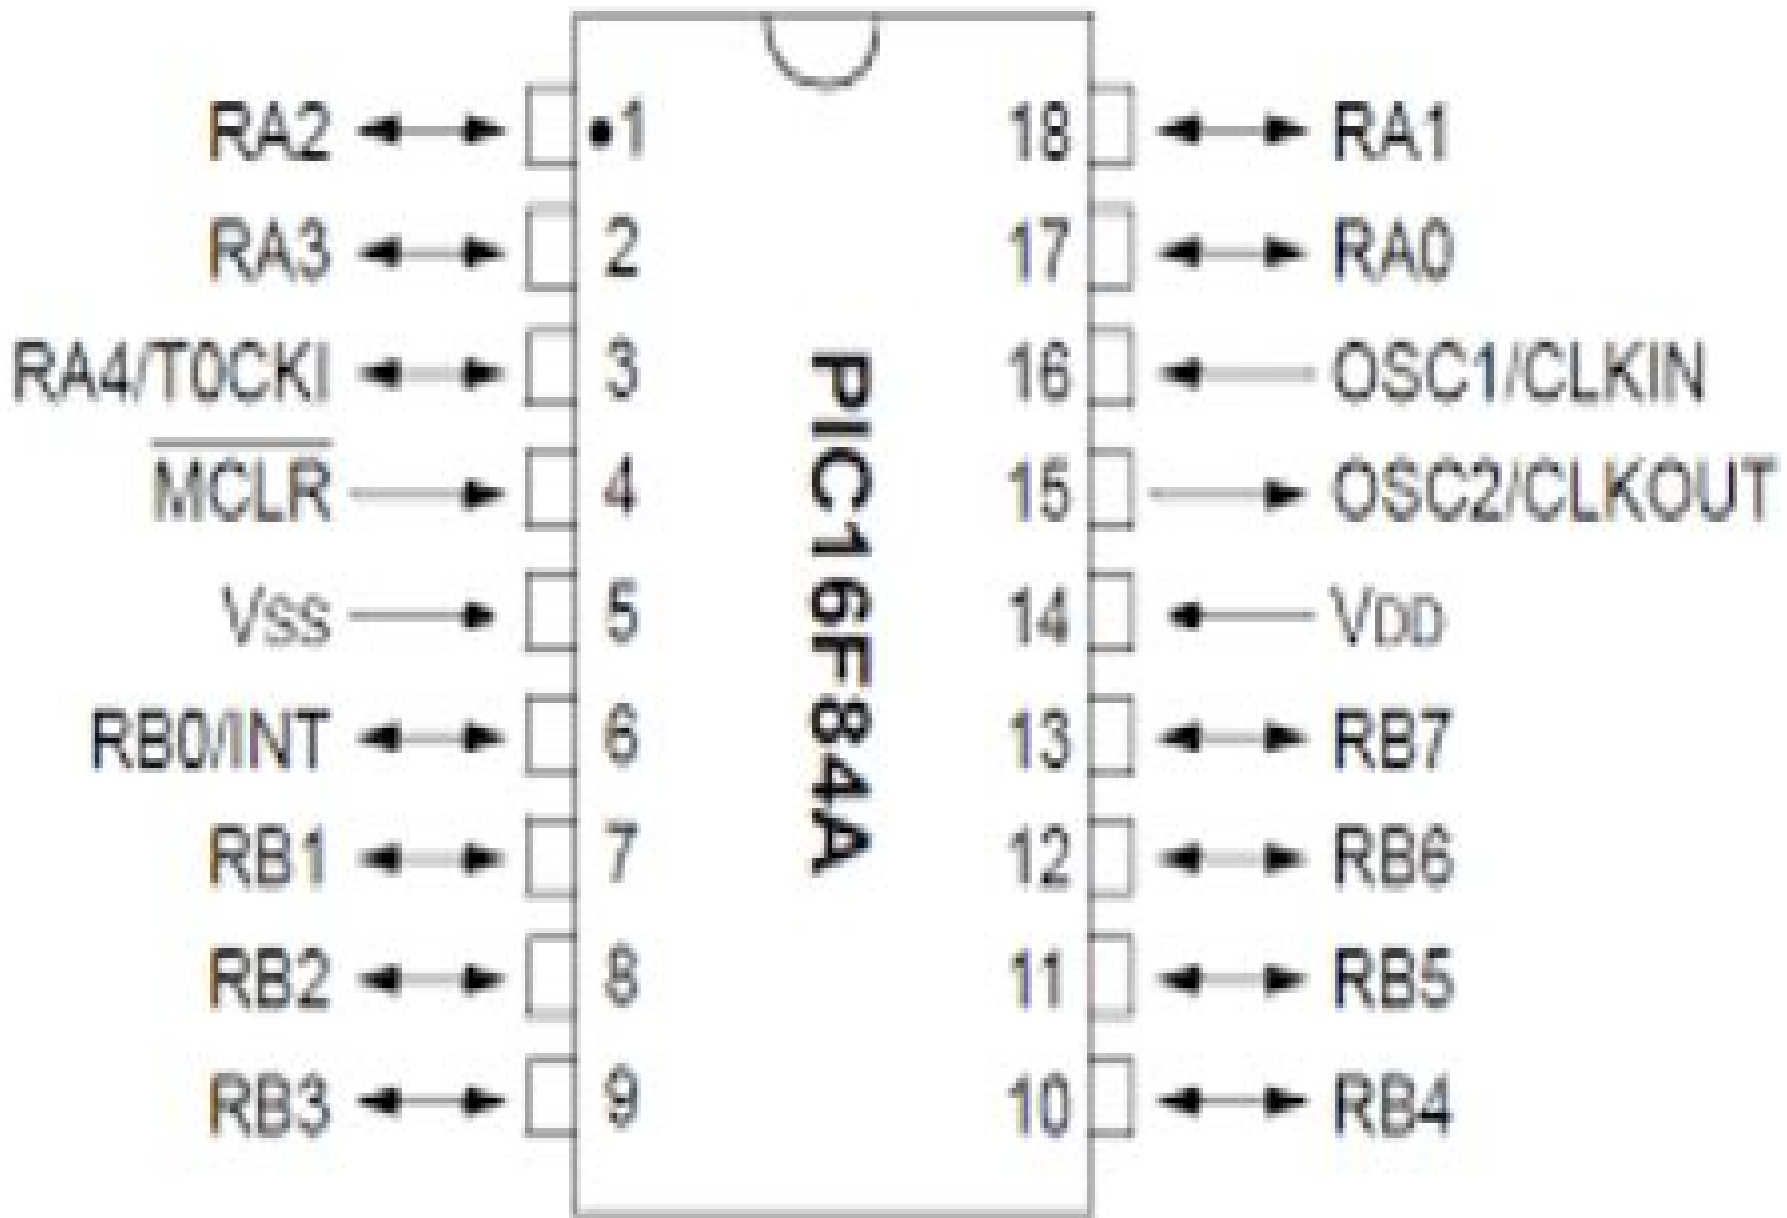 RA2 1 18 RA1
RA3 2 17 RA0
RA4/T0CKI 3 16 OSC1/CLKIN
MCLR 4 15 OSC2/CLKOUT
VSS 5 14 VDD
RB0/INT 6 13 RB7
RB1 7 12 RB6
RB2 8 11 RB5
RB3 9 10 RB4
PIC16F84A